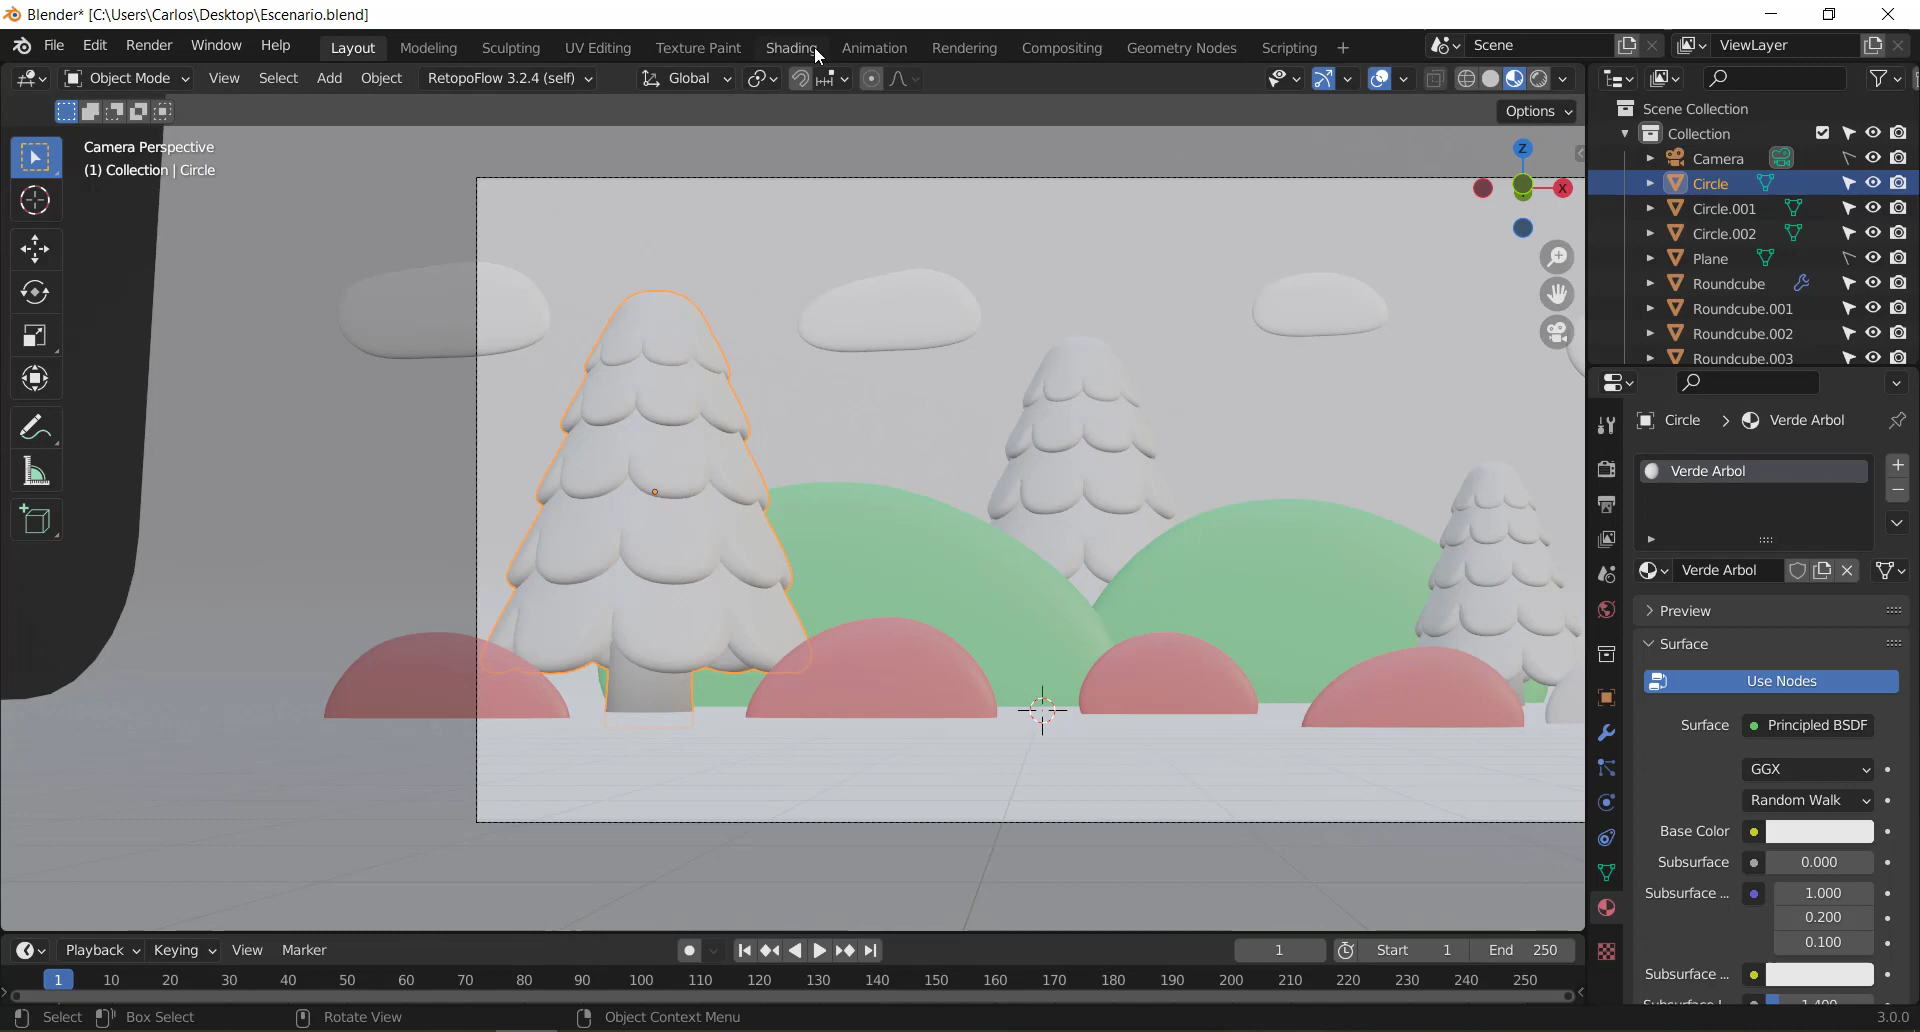 Blender* [C:\Users\Carlos\Desktop\Escenario.blend]
File Edit Render Window Help Layout Modeling Sculpting UV Editing Texture Paint Shading Animation Rendering Compositing Geometry Nodes Scripting + Scene ViewLayer
Object Mode View Select Add Object RetopoFlow 3.2.4 (self) Global
Options
Camera Perspective
(1) Collection | Circle
Z
X
Scene Collection
Collection
Camera
Circle
Circle.001
Circle.002
Plane
Roundcube
Roundcube.001
Roundcube.002
Roundcube.003
Circle > Verde Arbol
Verde Arbol
Verde Arbol
Preview
Surface
Use Nodes
Surface Principled BSDF
GGX
Random Walk
Base Color
Subsurface 0.000
Subsurface ... 1.000
0.200
0.100
Subsurface ...
Playback Keying View Marker 1 Start 1 End 250
1 10 20 30 40 50 60 70 80 90 100 110 120 130 140 150 160 170 180 190 200 210 220 230 240 250
Select Box Select Rotate View Object Context Menu 3.0.0